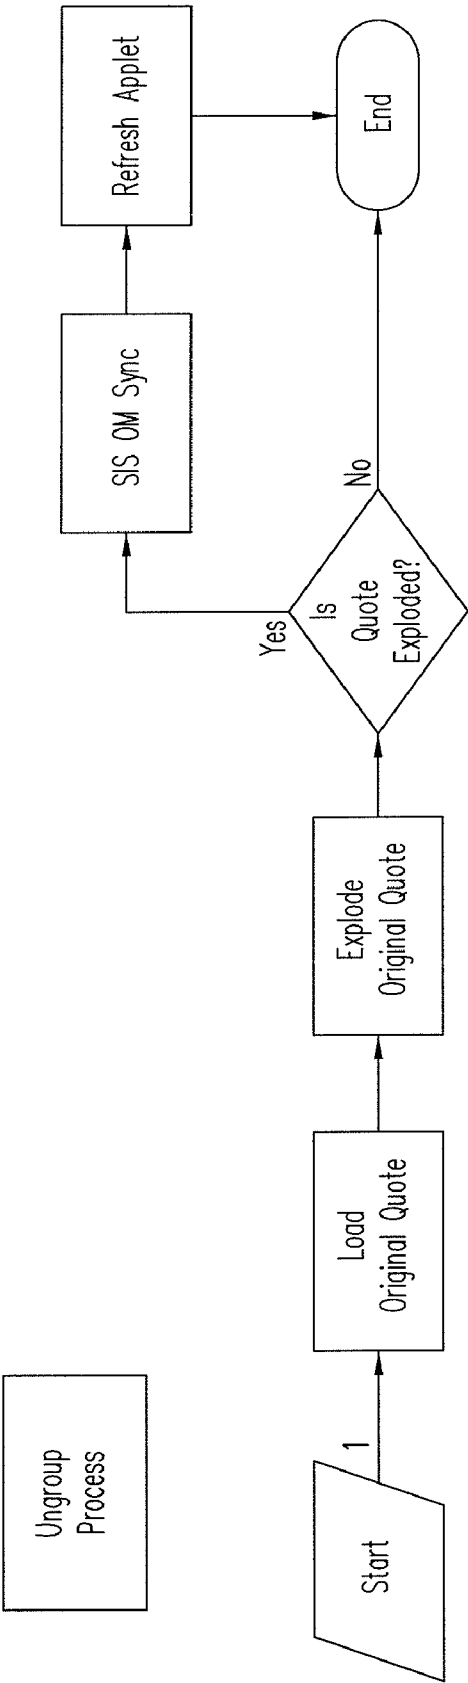 Ungroup
Process
Start
1
Load
Original Quote
Explode
Original Quote
Is
Quote
Exploded?
Yes
No
SIS OM Sync
Refresh Applet
End